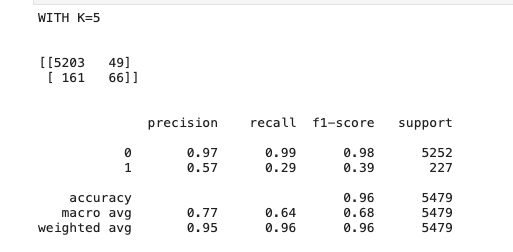 WITH K=5
[[5203 49]
[ 161 66]]
precision recall f1-score support
0 0.97 0.99 0.98 5252
1 0.57 0.29 0.39 227
accuracy 0.96 5479
macro avg 0.77 0.64 0.68 5479
weighted avg 0.95 0.96 0.96 5479